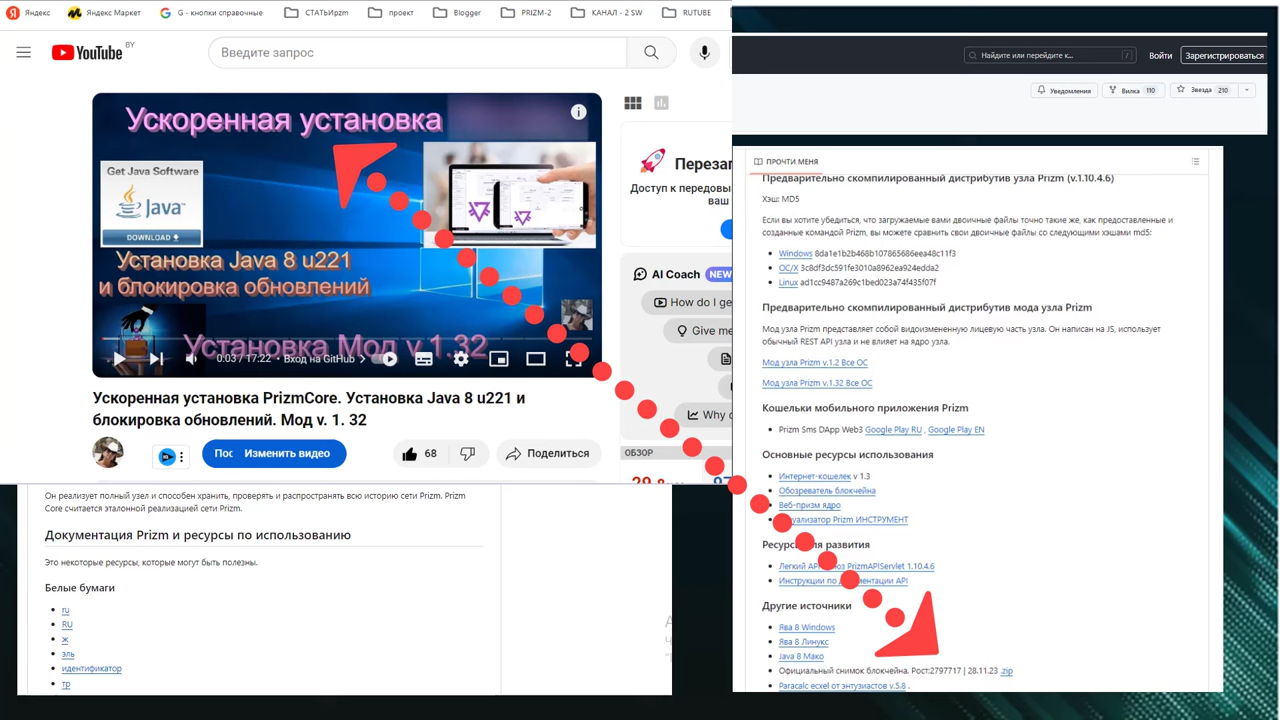 Яндекс
Яндекс Маркет
G - кнопки справочные
СТАТЬИpzm
проект
Blogger
PRIZM-2
КАНАЛ - 2 SW
RUTUBE
YouTube BY
Введите запрос
Ускоренная установка
Get Java Software
Java
DOWNLOAD
Установка Java 8 u221
и блокировка обновлений
Установка Мод v 1.32
0:03 / 17:22 • Вход на GitHub
Переза
Доступ к передовы
ваш
AI Coach NEW
How do I ge
Give me
Why
ОБЗОР
Ускоренная установка PrizmCore. Установка Java 8 u221 и
блокировка обновлений. Мод v. 1. 32
Пос
Изменить видео
68
Поделиться
Он реализует полный
и способен хранить, проверять и распространять всю историю сети Prizm. Prizm
Core считается эталонной реализацией сети Prizm.
Документация Prizm и ресурсы по использованию
Это некоторые ресурсы, которые могут быть полезны.
Белые бумаги
ru
RU
ж
эль
идентификатор
тр
Найдите или перейдите к...
/
Войти
Зарегистрироваться
Уведомления
Вилка 110
Звезда 210
ПРОЧТИ МЕНЯ
Предварительно скомпилированный дистрибутив узла Prizm (v.1.10.4.6)
Хэш: MD5
Если вы хотите убедиться, что загружаемые вами двоичные файлы точно такие же, как предоставленные и
созданные командой Prizm, вы можете сравнить свои двоичные файлы со следующими хэшами md5:
Windows 8da1e1b2b468b107865686eea48c11f3
ОС/Х 3c8df3dc591fe3010a8962ea924edda2
Linux ad1cc9487a269c1bed023a74f435f07f
Предварительно скомпилированный дистрибутив мода узла Prizm
Мод узла Prizm представляет собой видоизмененную лицевую часть узла. Он написан на JS, использует
обычный REST API узла и не влияет на ядро узла.
Мод узла Prizm v.1.2 Все ОС
Мод узла Prizm v.1.32 Все ОС
Кошельки мобильного приложения Prizm
Prizm Sms DApp Web3 Google Play RU , Google Play EN
Основные ресурсы использования
Интернет-кошелек v 1.3
Обозреватель блокчейна
Веб-призм ядро
уализатор Prizm ИНСТРУМЕНТ
Ресурс ля развития
Легкий AP оз PrizmAPIServlet 1.10.4.6
Инструкции по ментации API
Другие источники
Ява 8 Windows
Ява 8 Линукс
Java 8 Мако
Официальный снимок блокчейна. Рост:2797717 | 28.11.23 .zip
Paracalc ecxel от энтузиастов v.5.8 .